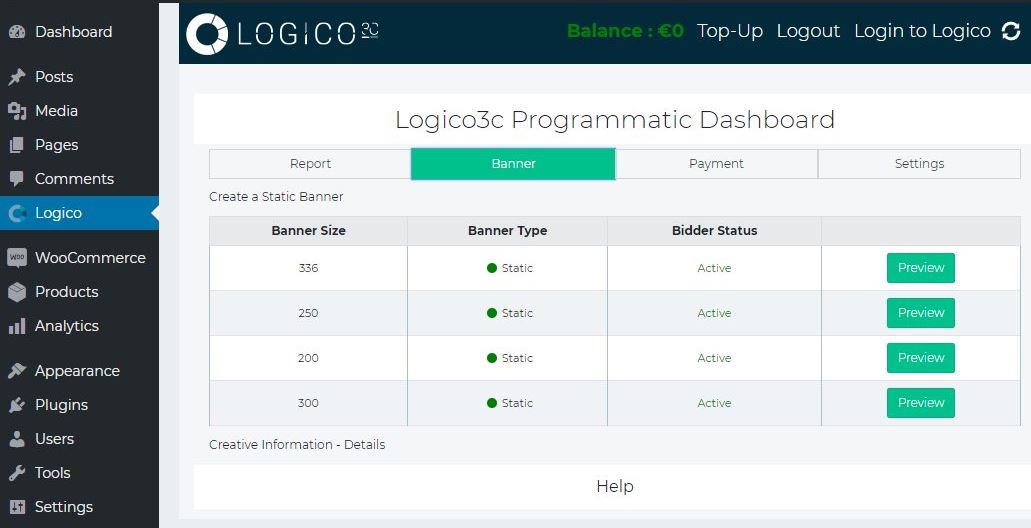 Dashboard
Posts
Media
Pages
Comments
Logico
WooCommerce
Products
Analytics
Appearance
Plugins
Users
Tools
Settings
LOGICO 3C
Balance : €0 Top-Up Logout Login to Logico
Logico3c Programmatic Dashboard
Report Banner Payment Settings
Create a Static Banner
Banner Size Banner Type Bidder Status
336 Static Active Preview
250 Static Active Preview
200 Static Active Preview
300 Static Active Preview
Creative Information - Details
Help